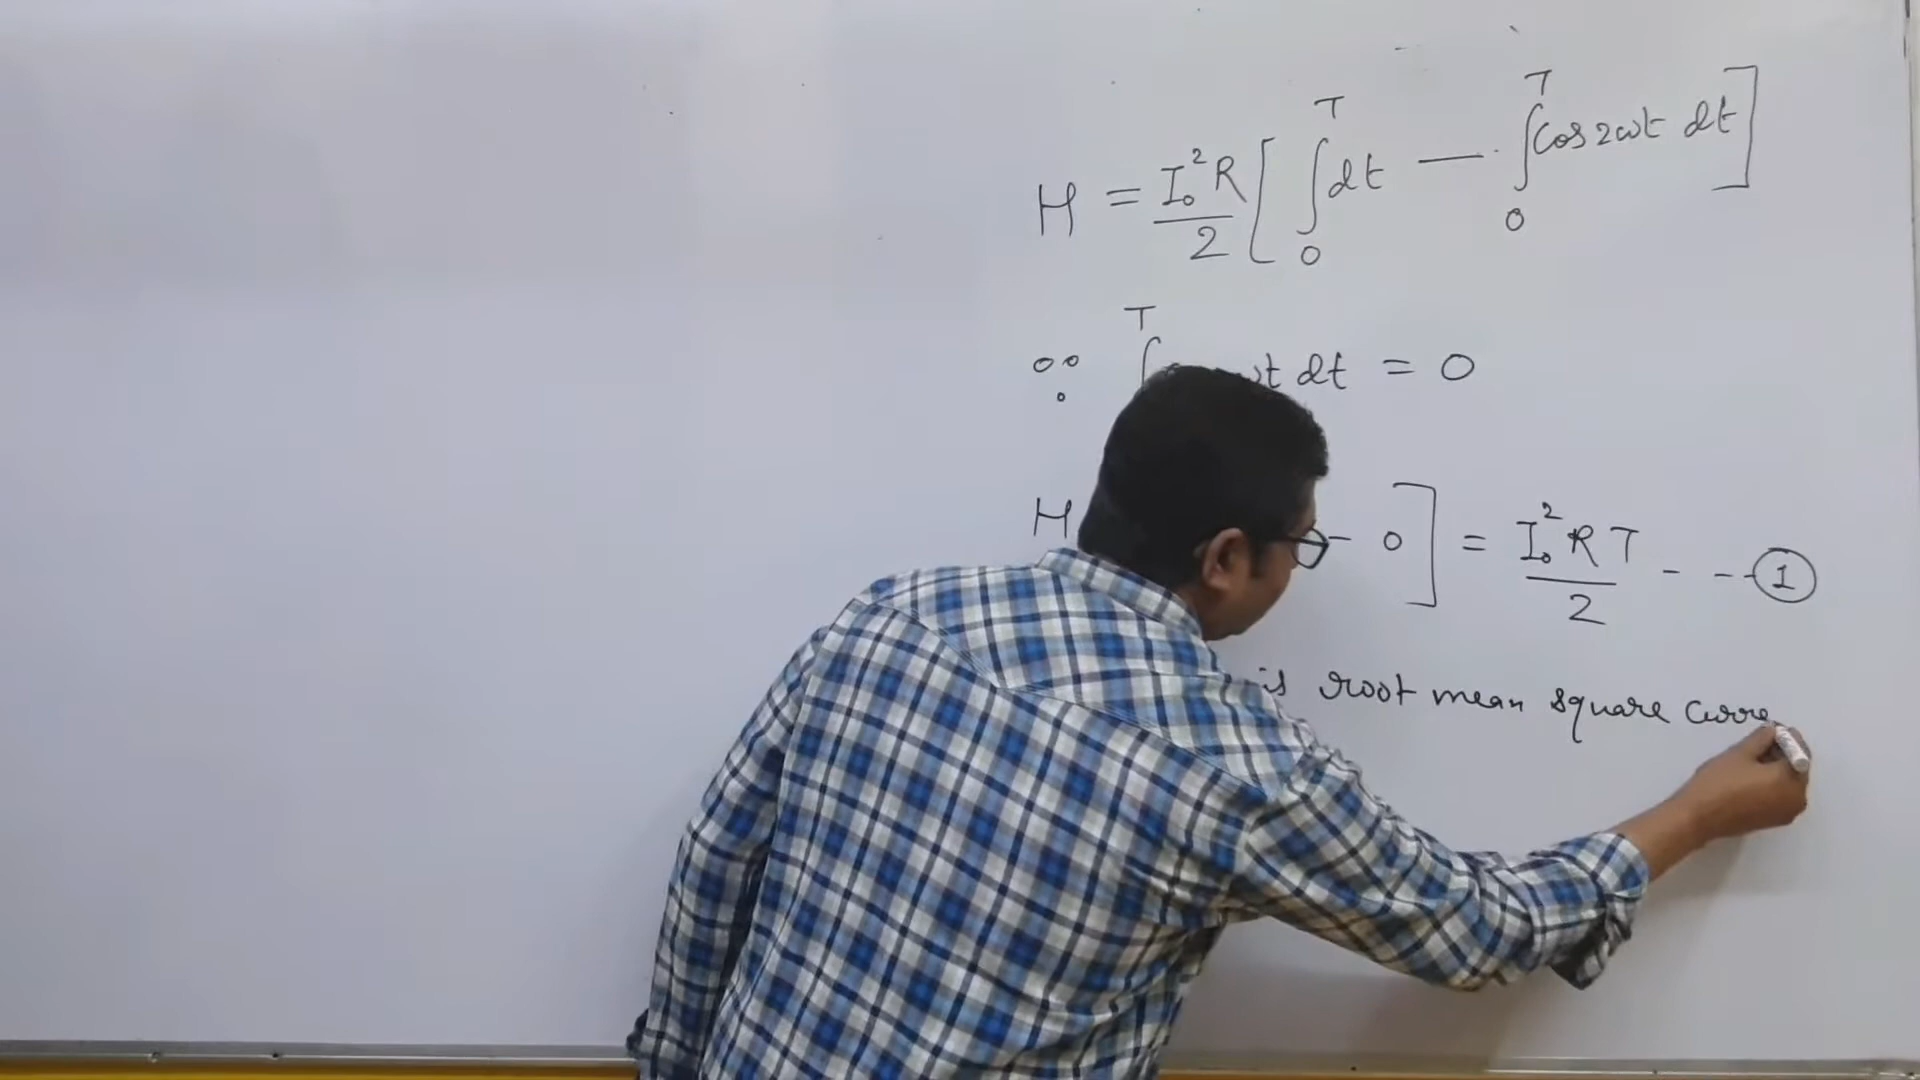 H = I₀²R/2 [ ∫₀ᵀ dt — ∫₀ᵀ cos 2ωt dt ]
∵ ∫ᵀ ωt dt = 0
H - 0 ] = I₀²RT/2 - - - ①
is root mean square curre